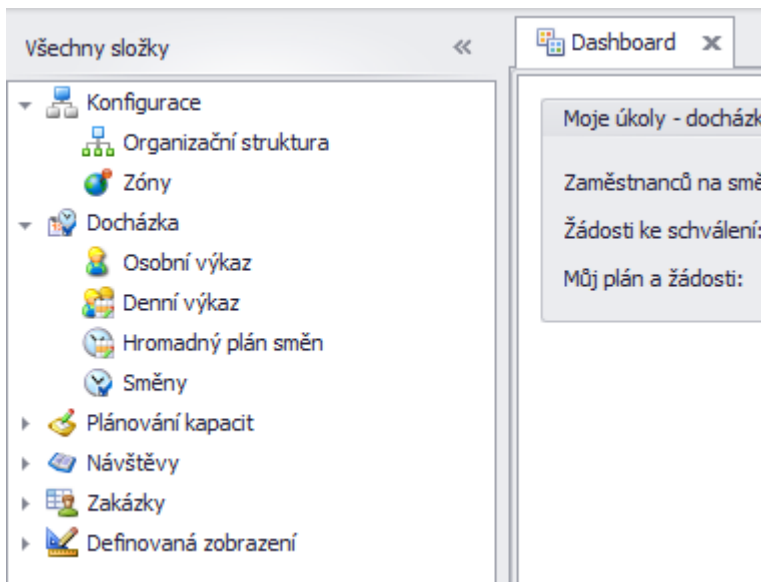 Všechny složky
Konfigurace
Organizační struktura
Zóny
Docházka
Osobní výkaz
Denní výkaz
Hromadný plán směn
Směny
Plánování kapacit
Návštěvy
Zakázky
Definovaná zobrazení
Dashboard
Moje úkoly - docházk
Zaměstnanců na smě
Žádosti ke schválení:
Můj plán a žádosti: